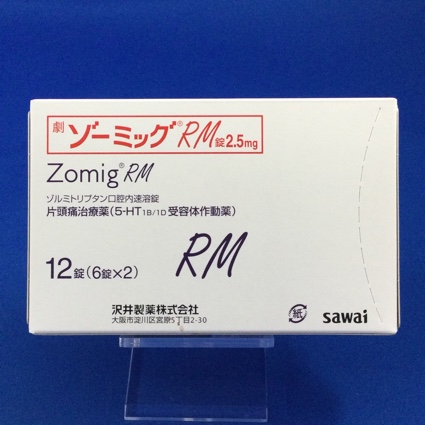 劇 ゾーミッグ®RM錠2.5mg
Zomig®RM
ゾルミトリプタン口腔内速溶錠
片頭痛治療薬(5-HT1B/1D 受容体作動薬)
RM
12錠(6錠×2)
沢井製薬株式会社
大阪市淀川区宮原5丁目2-30
紙
sawai